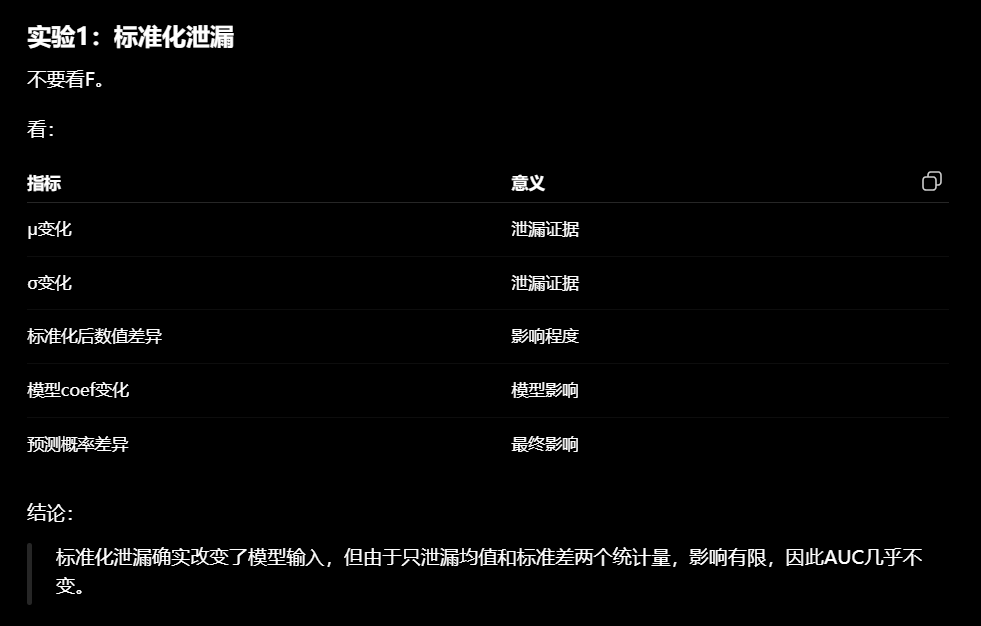 实验1：标准化泄漏
不要看F。
看：
指标 意义
μ变化 泄漏证据
σ变化 泄漏证据
标准化后数值差异 影响程度
模型coef变化 模型影响
预测概率差异 最终影响
结论：
标准化泄漏确实改变了模型输入，但由于只泄漏均值和标准差两个统计量，影响有限，因此AUC几乎不
变。